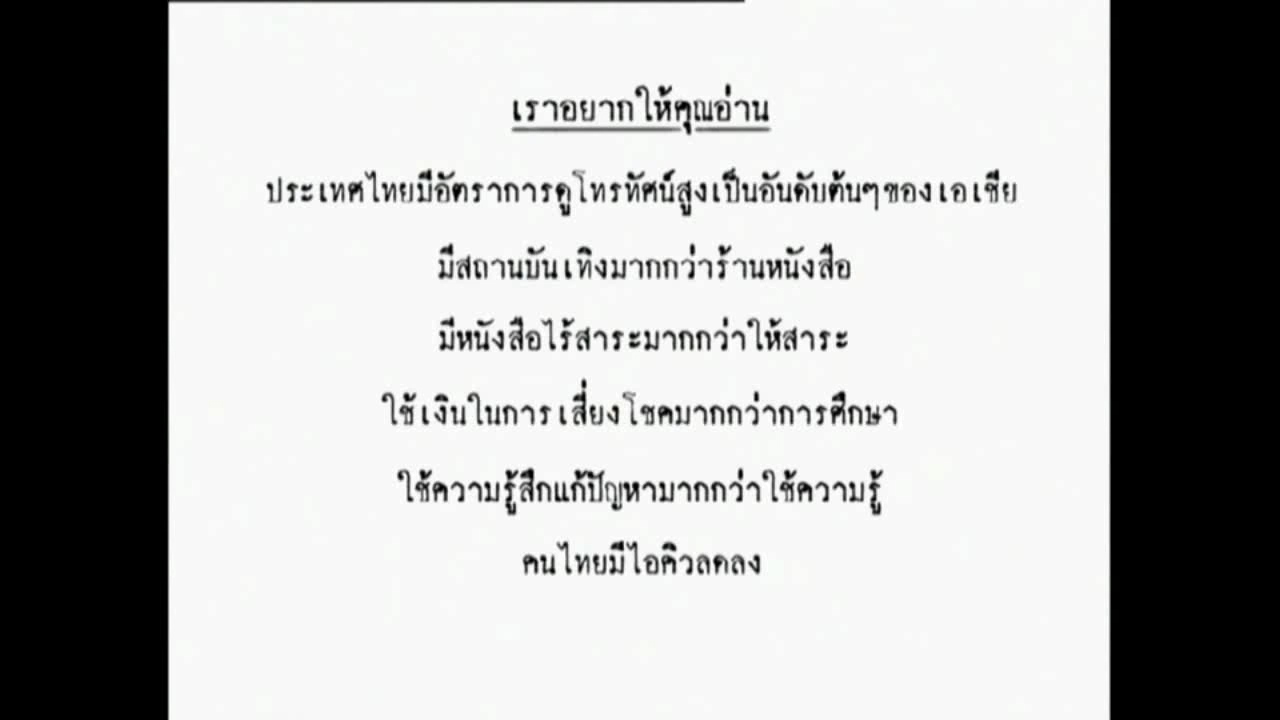 เราอยากให้คุณอ่าน
ประเทศไทยมีอัตราการดูโทรทัศน์สูงเป็นอันดับต้นๆของเอเชีย
มีสถานบันเทิงมากกว่าร้านหนังสือ
มีหนังสือไร้สาระมากกว่าให้สาระ
ใช้เงินในการเสี่ยงโชคมากกว่าการศึกษา
ใช้ความรู้สึกแก้ปัญหามากกว่าใช้ความรู้
คนไทยมีไอคิวลดลง